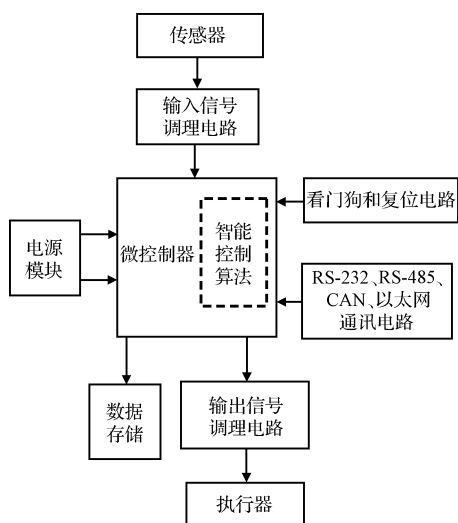 传感器
输入信号
调理电路
微控制器
智能
控制
算法
看门狗和复位电路
电源
模块
RS-232、RS-485、
CAN、以太网
通讯电路
数据
存储
输出信号
调理电路
执行器